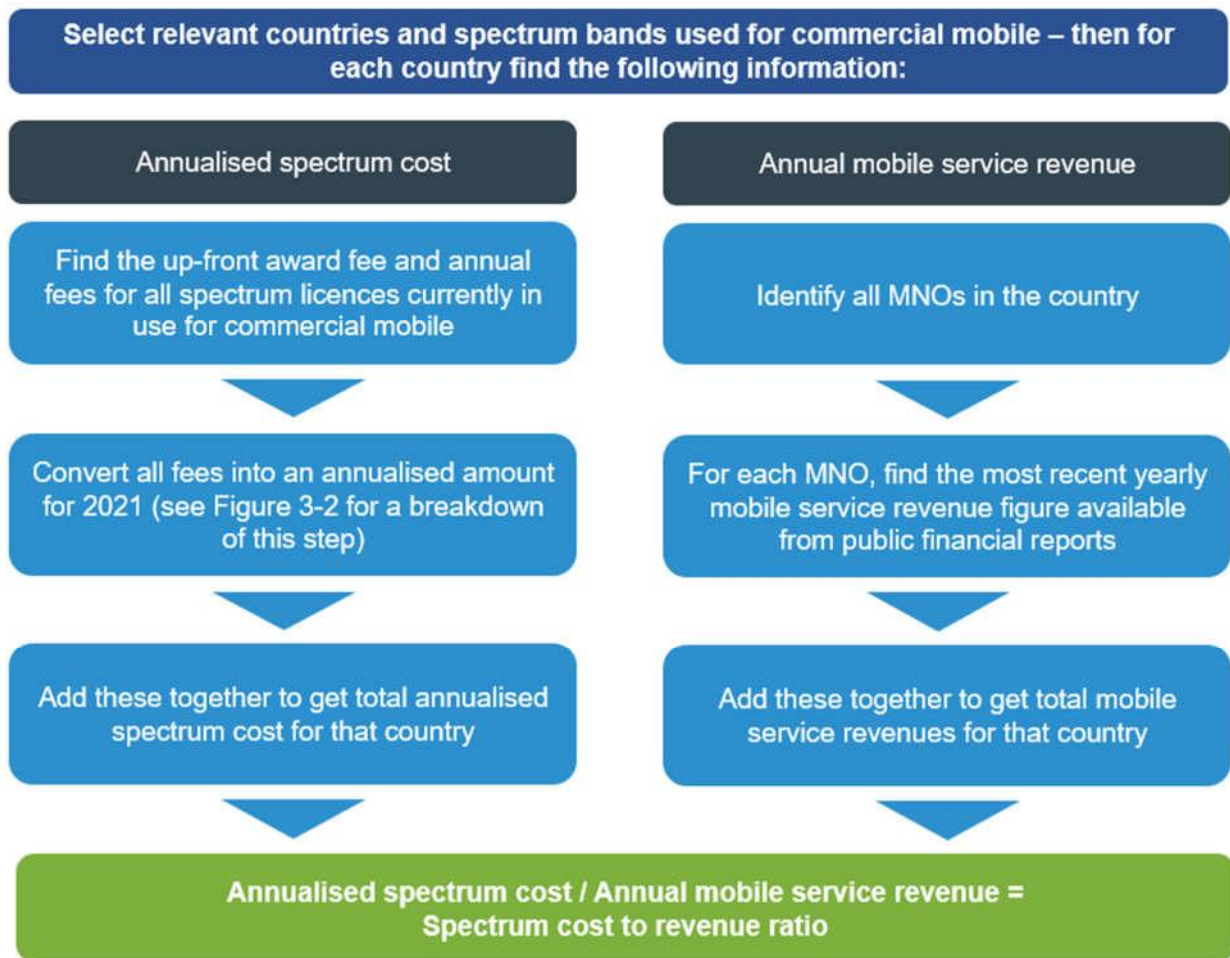 Select relevant countries and spectrum bands used for commercial mobile – then for
each country find the following information:
Annualised spectrum cost
Find the up-front award fee and annual
fees for all spectrum licences currently in
use for commercial mobile
Convert all fees into an annualised amount
for 2021 (see Figure 3-2 for a breakdown
of this step)
Add these together to get total annualised
spectrum cost for that country
Annual mobile service revenue
Identify all MNOs in the country
For each MNO, find the most recent yearly
mobile service revenue figure available
from public financial reports
Add these together to get total mobile
service revenues for that country
Annualised spectrum cost / Annual mobile service revenue =
Spectrum cost to revenue ratio